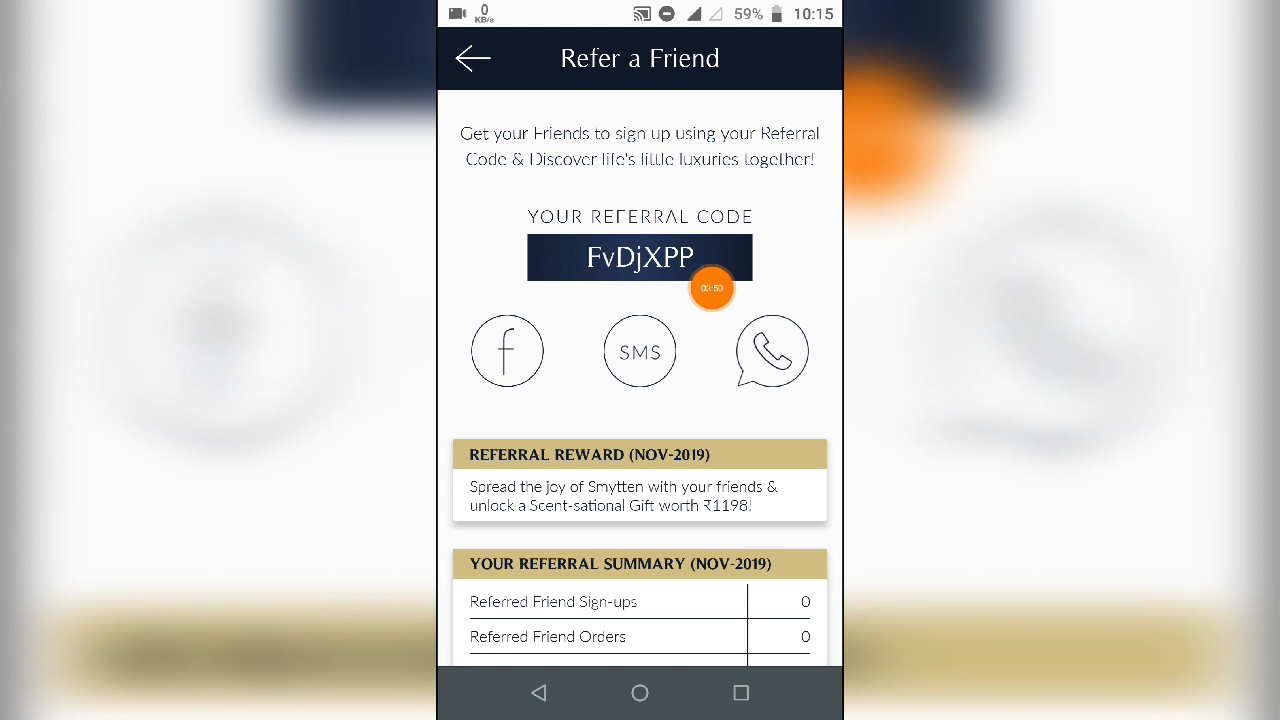 0
KB/s
59%
10:15
Refer a Friend
Get your Friends to sign up using your Referral
Code & Discover life's little luxuries together!
YOUR REFERRAL CODE
FvDjXPP
03:50
f
SMS
REFERRAL REWARD (NOV-2019)
Spread the joy of Smytten with your friends &
unlock a Scent-sational Gift worth ₹1198!
YOUR REFERRAL SUMMARY (NOV-2019)
Referred Friend Sign-ups 0
Referred Friend Orders 0